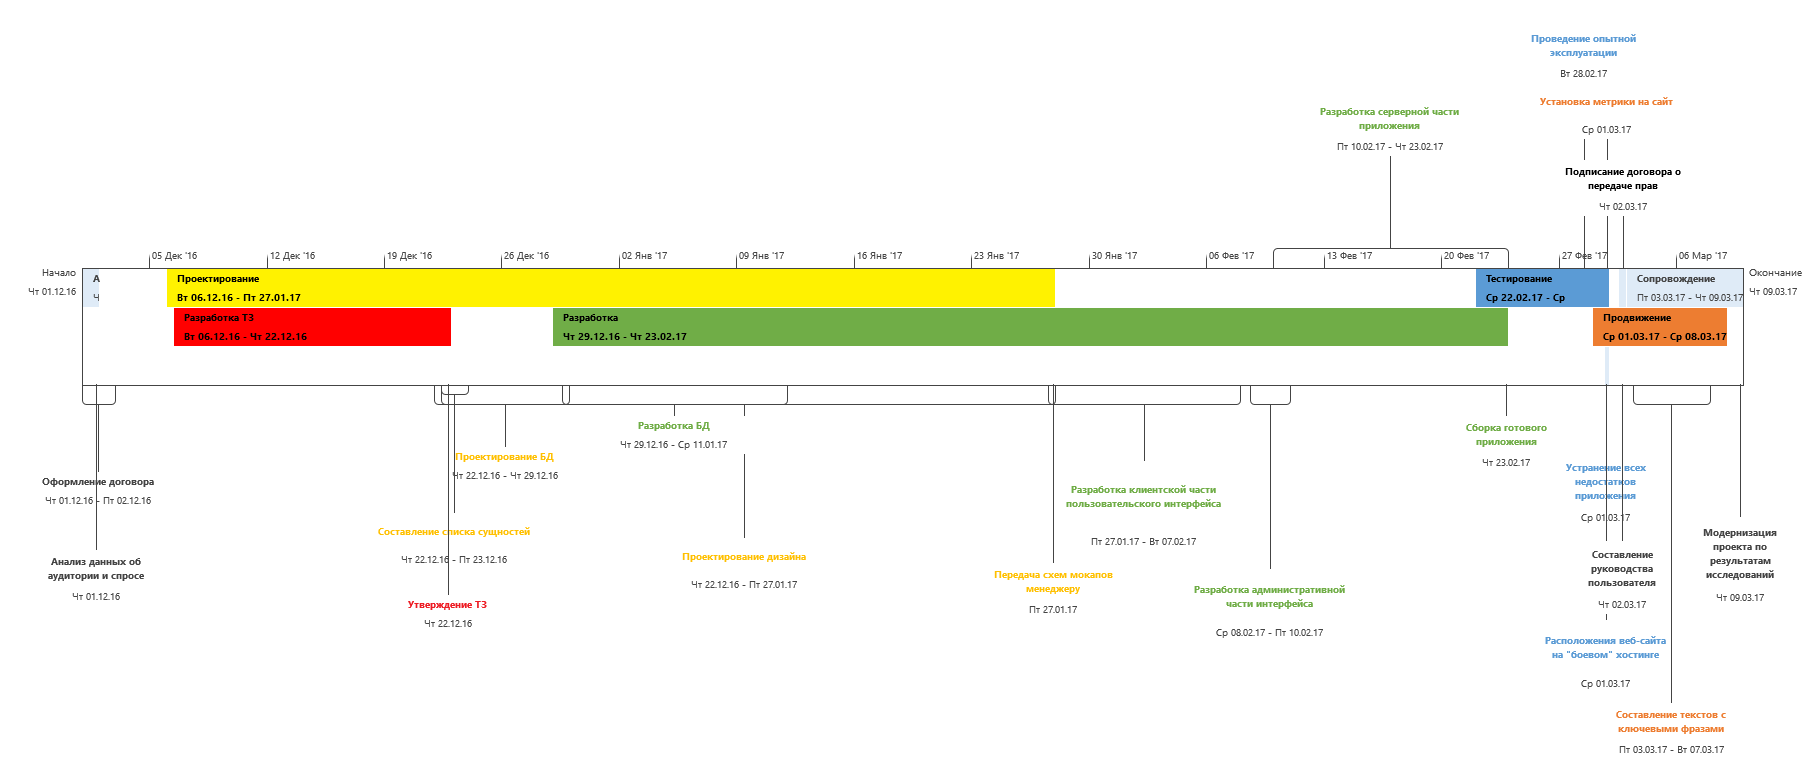 Проведение опытной
эксплуатации
Вт 28.02.17
Установка метрики на сайт
Ср 01.03.17
Разработка серверной части
приложения
Пт 10.02.17 - Чт 23.02.17
Подписание договора о
передаче прав
Чт 02.03.17
05 Дек '16
12 Дек '16
19 Дек '16
26 Дек '16
02 Янв '17
09 Янв '17
16 Янв '17
23 Янв '17
30 Янв '17
06 Фев '17
13 Фев '17
20 Фев '17
27 Фев '17
06 Мар '17
Начало
Чт 01.12.16
А
Ч
Проектирование
Вт 06.12.16 - Пт 27.01.17
Тестирование
Ср 22.02.17 - Ср
Сопровождение
Пт 03.03.17 - Чт 09.03.17
Окончание
Чт 09.03.17
Разработка ТЗ
Вт 06.12.16 - Чт 22.12.16
Разработка
Чт 29.12.16 - Чт 23.02.17
Продвижение
Ср 01.03.17 - Ср 08.03.17
Оформление договора
Чт 01.12.16 - Пт 02.12.16
Анализ данных об
аудитории и спросе
Чт 01.12.16
Проектирование БД
Чт 22.12.16 - Чт 29.12.16
Составление списка сущностей
Чт 22.12.16 - Пт 23.12.16
Утверждение ТЗ
Чт 22.12.16
Разработка БД
Чт 29.12.16 - Ср 11.01.17
Проектирование дизайна
Чт 22.12.16 - Пт 27.01.17
Разработка клиентской части
пользовательского интерфейса
Пт 27.01.17 - Вт 07.02.17
Передача схем мокапов
менеджеру
Пт 27.01.17
Разработка административной
части интерфейса
Ср 08.02.17 - Пт 10.02.17
Сборка готового
приложения
Чт 23.02.17
Устранение всех
недостатков
приложения
Ср 01.03.17
Составление
руководства
пользователя
Чт 02.03.17
Модернизация
проекта по
результатам
исследований
Чт 09.03.17
Расположения веб-сайта
на "боевом" хостинге
Ср 01.03.17
Составление текстов с
ключевыми фразами
Пт 03.03.17 - Вт 07.03.17